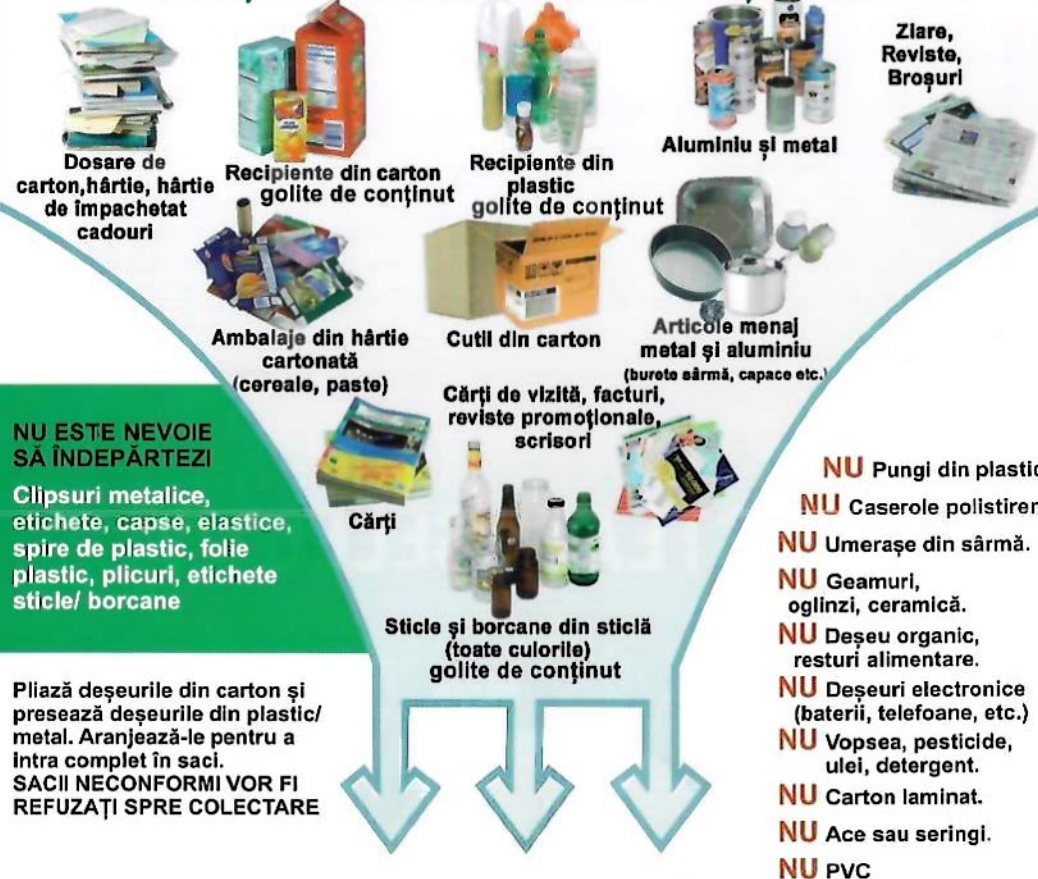 Ziare,
Reviste,
Broșuri
Dosare de
carton,hârtie, hârtie
de împachetat
cadouri
Recipiente din carton
golite de conținut
Recipiente din
plastic
golite de conținut
Aluminiu și metal
Ambalaje din hârtie
cartonată
(cereale, paste)
Cutii din carton
Articole menaj
metal și aluminiu
(burete sârmă, capace etc.)
Cărți de vizită, facturi,
reviste promoționale,
scrisori
Cărți
Sticle și borcane din sticlă
(toate culorile)
golite de conținut
NU ESTE NEVOIE
SĂ ÎNDEPĂRTEZI
Clipsuri metalice,
etichete, capse, elastice,
spire de plastic, folie
plastic, plicuri, etichete
sticle/ borcane
Pliază deșeurile din carton și
presează deșeurile din plastic/
metal. Aranjează-le pentru a
intra complet în saci.
SACII NECONFORMI VOR FI
REFUZAȚI SPRE COLECTARE
NU Pungi din plastic
NU Caserole polistiren
NU Umerașe din sârmă.
NU Geamuri,
oglinzi, ceramică.
NU Deșeu organic,
resturi alimentare.
NU Deșeuri electronice
(baterii, telefoane, etc.)
NU Vopsea, pesticide,
ulei, detergent.
NU Carton laminat.
NU Ace sau seringi.
NU PVC